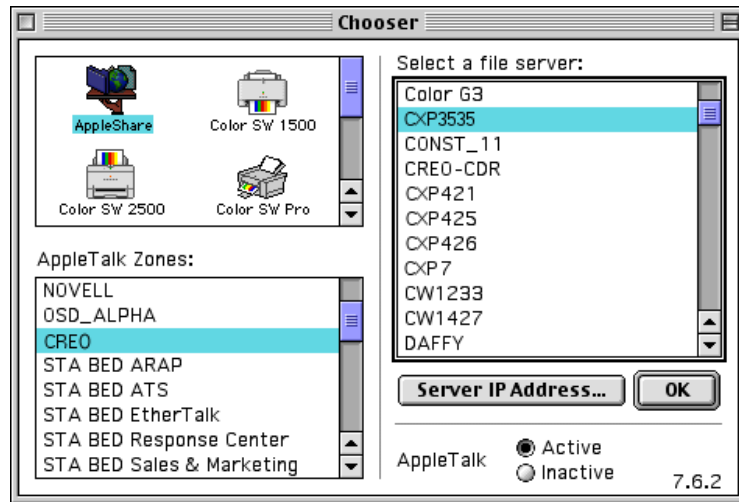 Chooser
AppleShare
Color SW 1500
Color SW 2500
Color SW Pro
AppleTalk Zones:
NOVELL
OSD_ALPHA
CREO
STA BED ARAP
STA BED ATS
STA BED EtherTalk
STA BED Response Center
STA BED Sales & Marketing
Select a file server:
Color G3
CXP3535
CONST_11
CREO-CDR
CXP421
CXP425
CXP426
CXP7
CW1233
CW1427
DAFFY
Server IP Address...
OK
AppleTalk
Active
Inactive
7.6.2